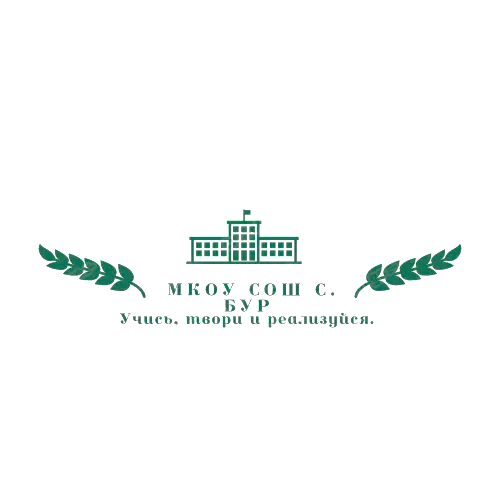 МКОУ СОШ С.
БУР
Учись, твори и реализуйся.